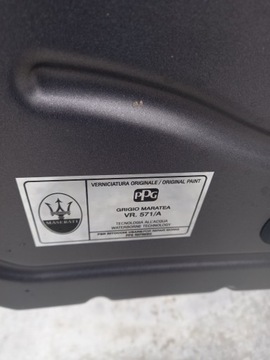 VERNICIATURA ORIGINALE / ORIGINAL PAINT
PPG
GRIGIO MARATEA
VR. 571/A
TECNOLOGIA ALL'ACQUA
WATERBORNE TECHNOLOGY
MASERATI